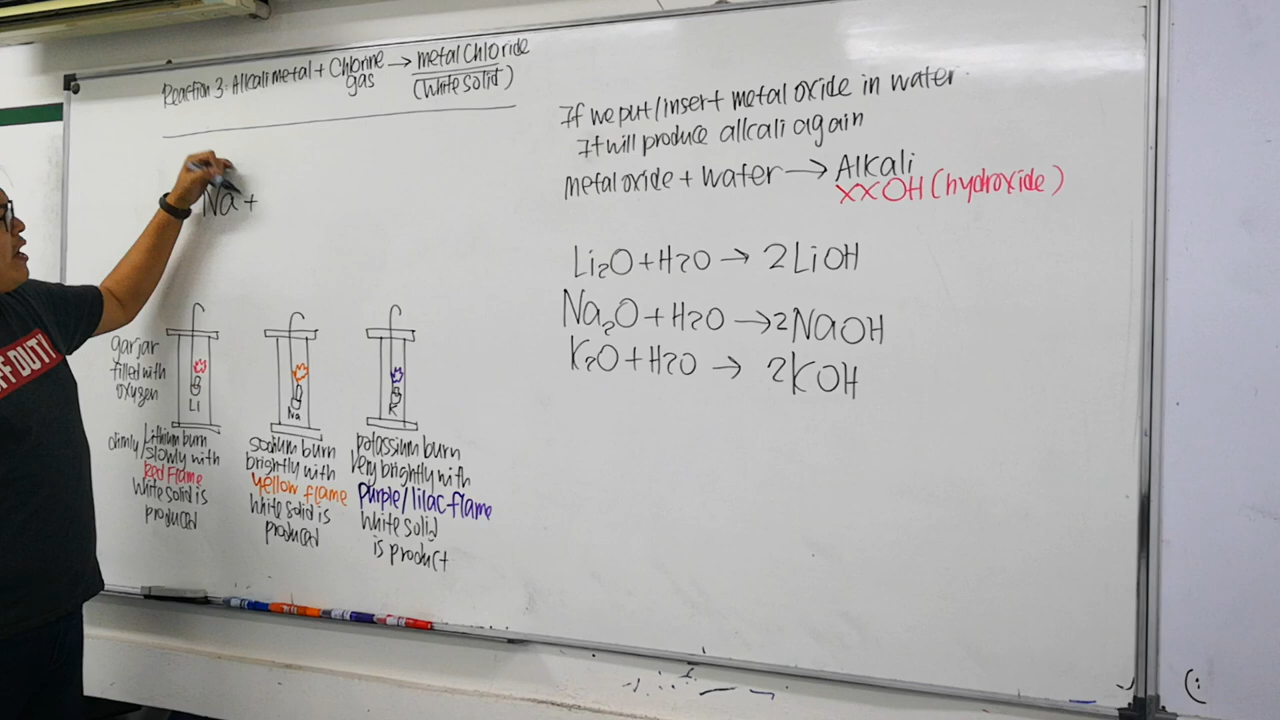 Reaction 3: Alkali metal + Chlorine gas → metal chloride
(white solid)
Na +
gas jar
filled with
oxygen
Li
Na
K
dimly/
Lithium burn
slowly with
Red Flame
white solid is
produced
sodium burn
brightly with
yellow flame
white solid is
produced
potassium burn
very brightly with
purple/lilac flame
white solid
is product
If we put/insert metal oxide in water
It will produce alkali again
metal oxide + water → Alkali
XXOH (hydroxide)
Li₂O + H2O → 2LiOH
Na₂O + H2O → 2NaOH
K₂O + H2O → 2KOH
FF DUTY
(: